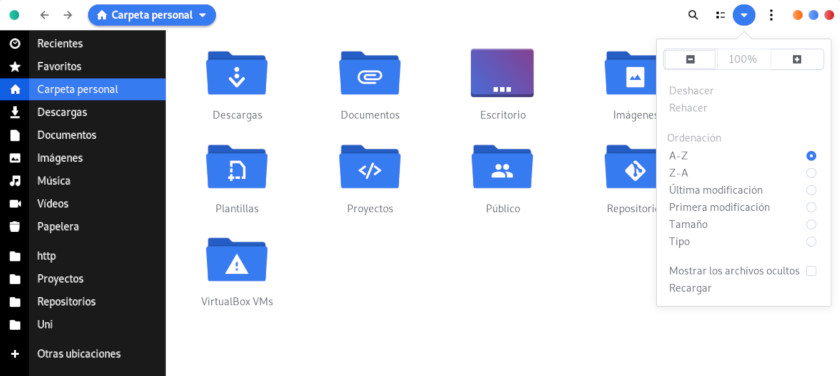 Carpeta personal
Recientes
Favoritos
Carpeta personal
Descargas
Documentos
Imágenes
Música
Vídeos
Papelera
http
Proyectos
Repositorios
Uni
Otras ubicaciones
Descargas
Documentos
Escritorio
Imágenes
Plantillas
Proyectos
Público
Repositorio
VirtualBox VMs
100%
Deshacer
Rehacer
Ordenación
A-Z
Z-A
Última modificación
Primera modificación
Tamaño
Tipo
Mostrar los archivos ocultos
Recargar